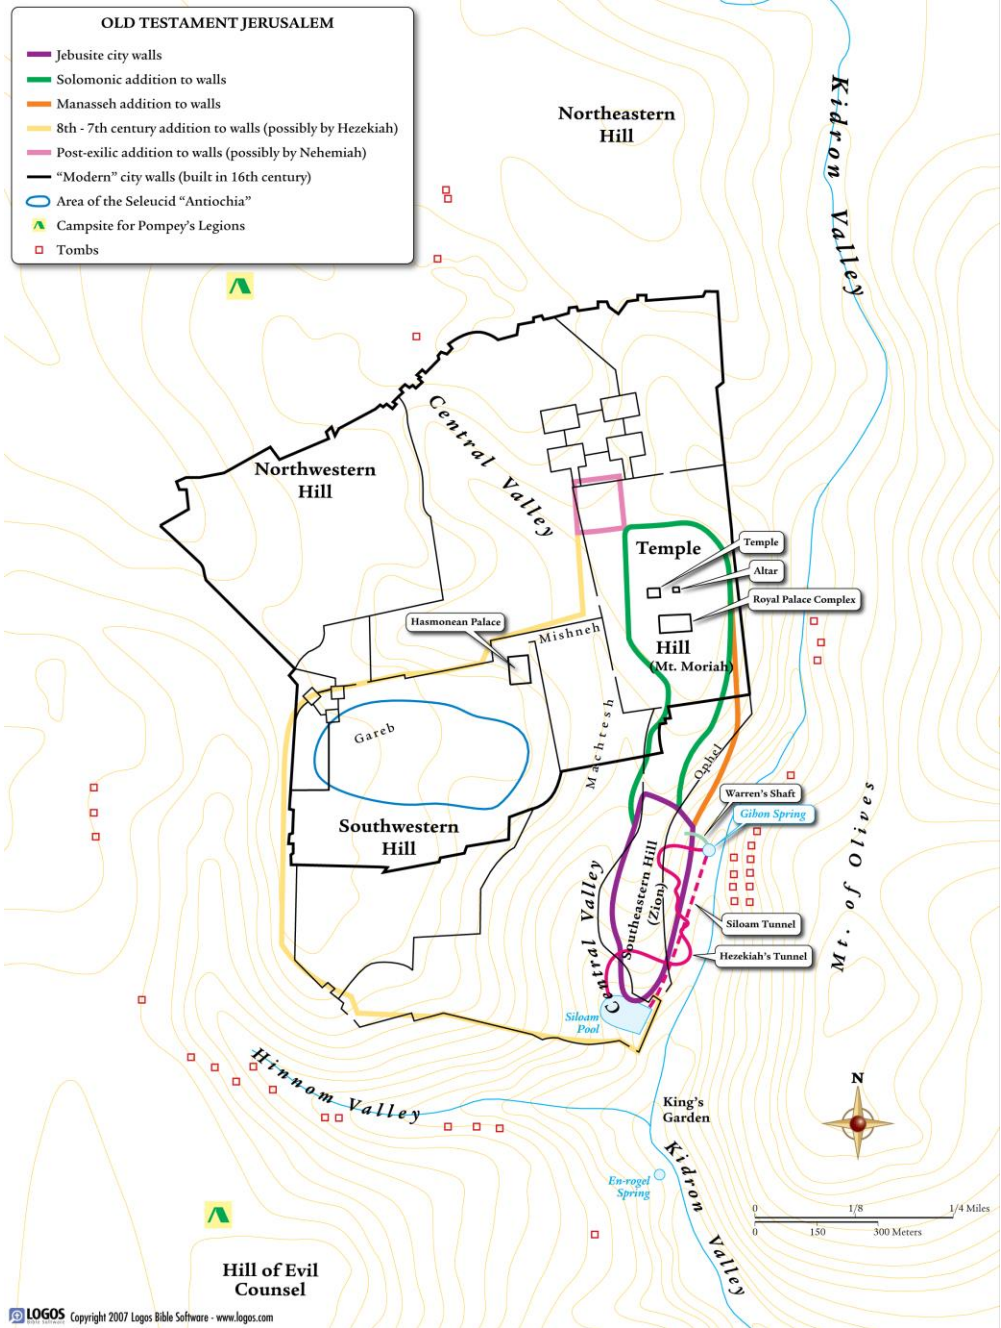 OLD TESTAMENT JERUSALEM
Jebusite city walls
Solomonic addition to walls
Manasseh addition to walls
8th - 7th century addition to walls (possibly by Hezekiah)
Post-exilic addition to walls (possibly by Nehemiah)
“Modern” city walls (built in 16th century)
Area of the Seleucid “Antiochia”
Campsite for Pompey's Legions
Tombs
Northeastern
Hill
Kidron Valley
Central Valley
Northwestern
Hill
Temple
Temple
Altar
Royal Palace Complex
Hasmonean Palace
Mishneh
Hill
(Mt. Moriah)
Gareb
Machtesh
Ophel
Warren's Shaft
Gihon Spring
Southwestern
Hill
Central Valley
Southeastern Hill
(Zion)
Mt. of Olives
Siloam Tunnel
Hezekiah's Tunnel
Siloam
Pool
Hinnom Valley
King's
Garden
N
Kidron Valley
En-rogel
Spring
0 1/8 1/4 Miles
0 150 300 Meters
Hill of Evil
Counsel
LOGOS
Bible Software
Copyright 2007 Logos Bible Software - www.logos.com